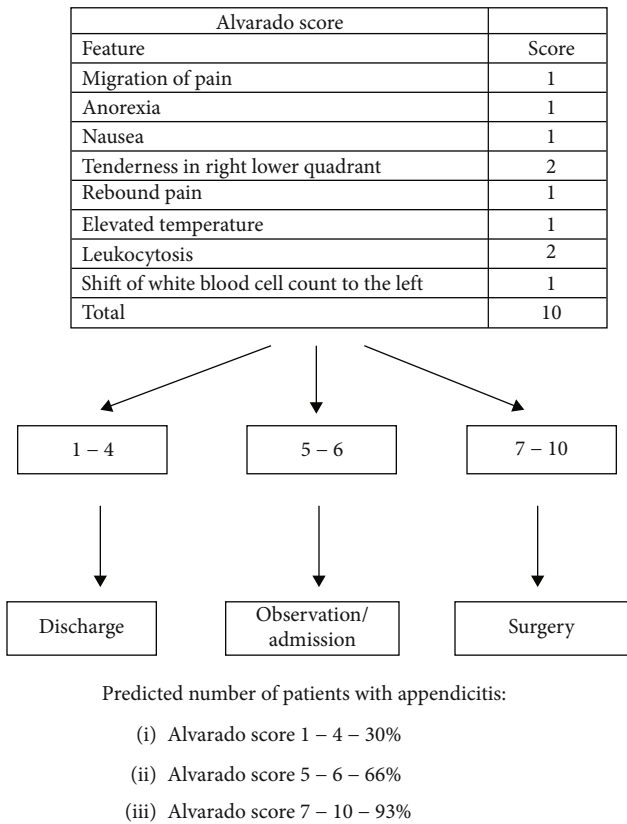 Alvarado score
Feature Score
Migration of pain 1
Anorexia 1
Nausea 1
Tenderness in right lower quadrant 2
Rebound pain 1
Elevated temperature 1
Leukocytosis 2
Shift of white blood cell count to the left 1
Total 10
1 – 4 5 – 6 7 – 10
Discharge
Observation/
admission
Surgery
Predicted number of patients with appendicitis:
(i) Alvarado score 1 – 4 – 30%
(ii) Alvarado score 5 – 6 – 66%
(iii) Alvarado score 7 – 10 – 93%